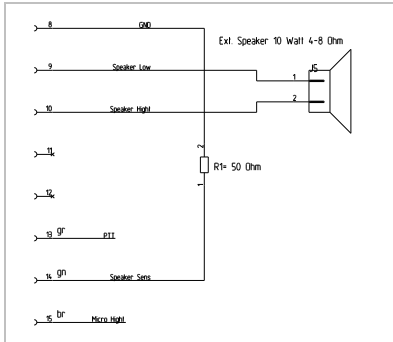 8 GND
Ext. Speaker 10 Watt 4-8 Ohm
9 Speaker Low
J5
1
10 Speaker Hight
2
11
2
R1= 50 Ohm
12
1
13 gr PTT
14 gn Speaker Sens
15 br Micro Hight